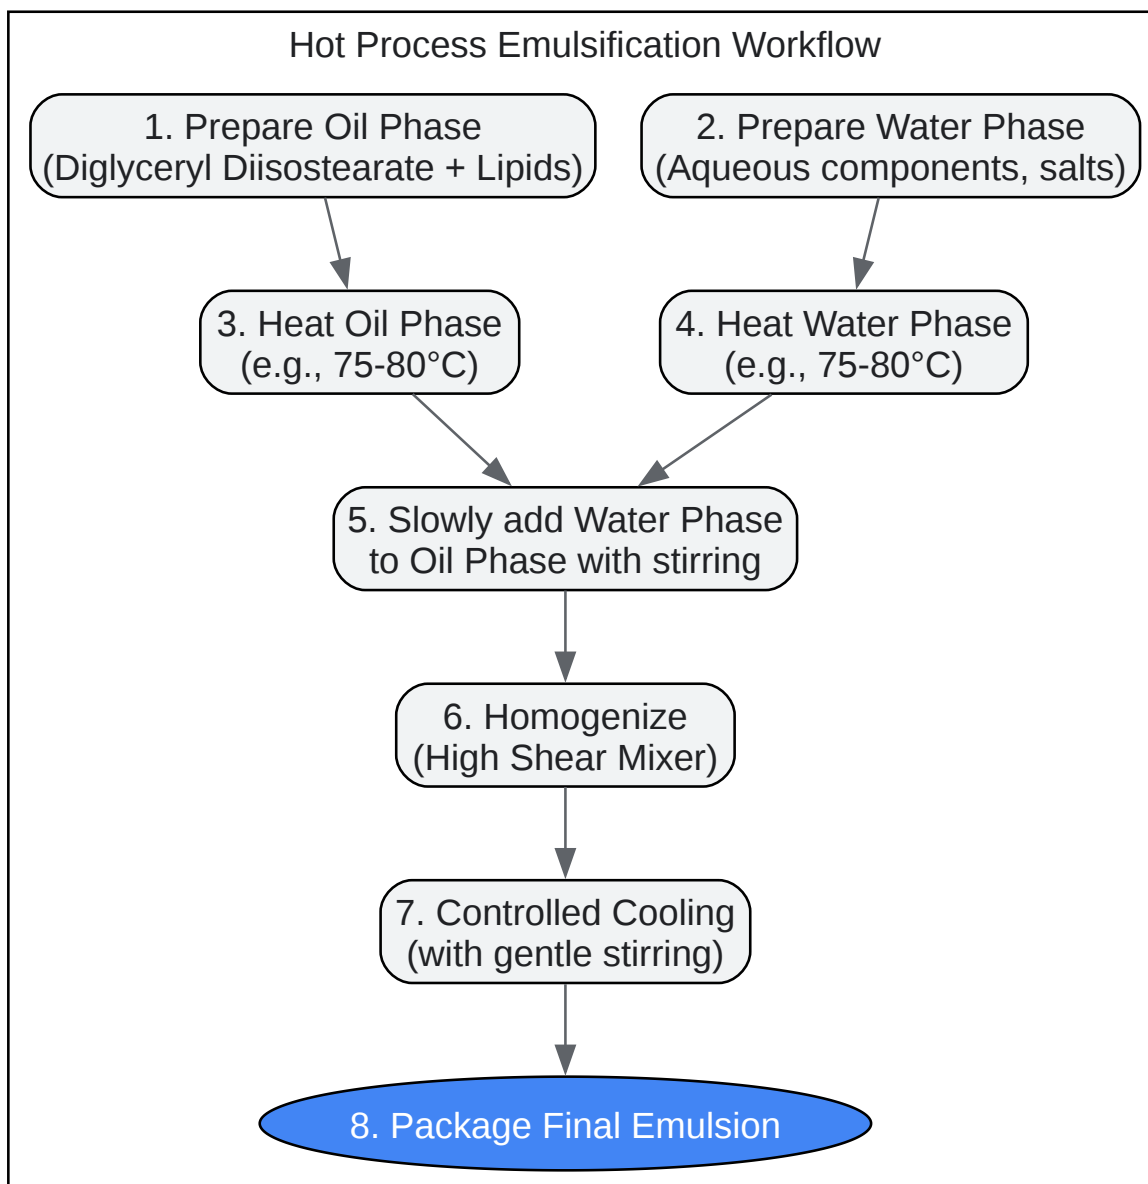 Hot Process Emulsification Workflow
1. Prepare Oil Phase
(Diglyceryl Diisostearate + Lipids)
2. Prepare Water Phase
(Aqueous components, salts)
3. Heat Oil Phase
(e.g., 75-80°C)
4. Heat Water Phase
(e.g., 75-80°C)
5. Slowly add Water Phase
to Oil Phase with stirring
6. Homogenize
(High Shear Mixer)
7. Controlled Cooling
(with gentle stirring)
8. Package Final Emulsion